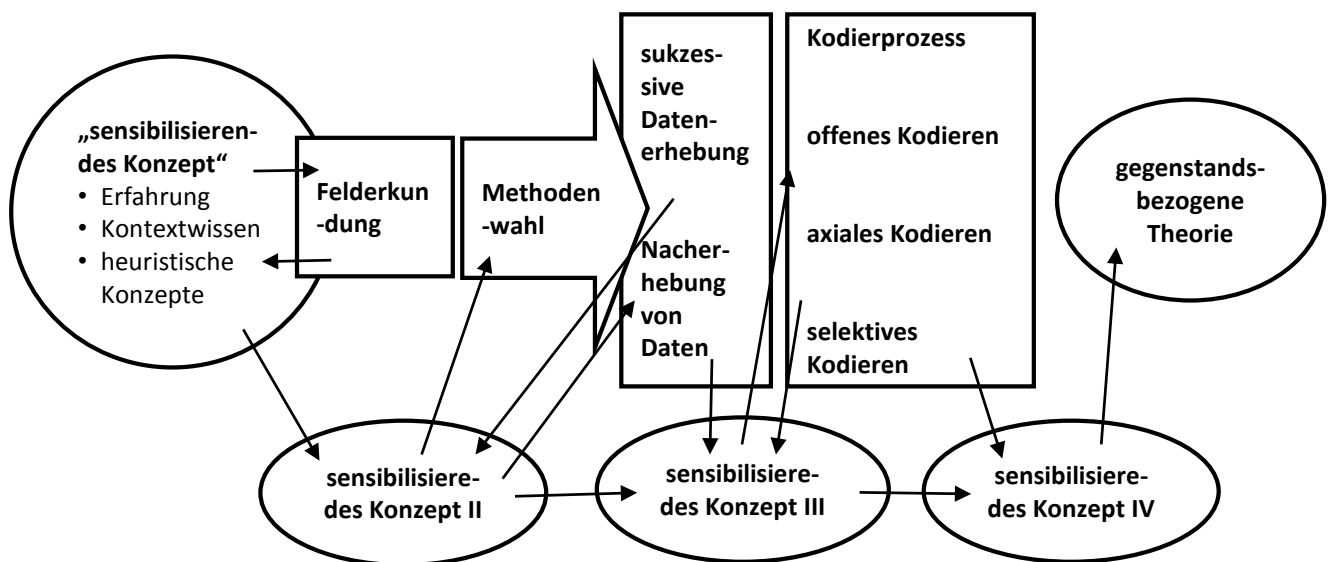 „sensibilisieren-
des Konzept“
• Erfahrung
• Kontextwissen
• heuristische
Konzepte
Felderkun
-dung
Methoden
-wahl
sukzes-
sive
Daten-
erhebung
Nacher-
hebung
von
Daten
Kodierprozess
offenes Kodieren
axiales Kodieren
selektives
Kodieren
gegenstands-
bezogene
Theorie
sensibilisiere-
des Konzept II
sensibilisiere-
des Konzept III
sensibilisiere-
des Konzept IV